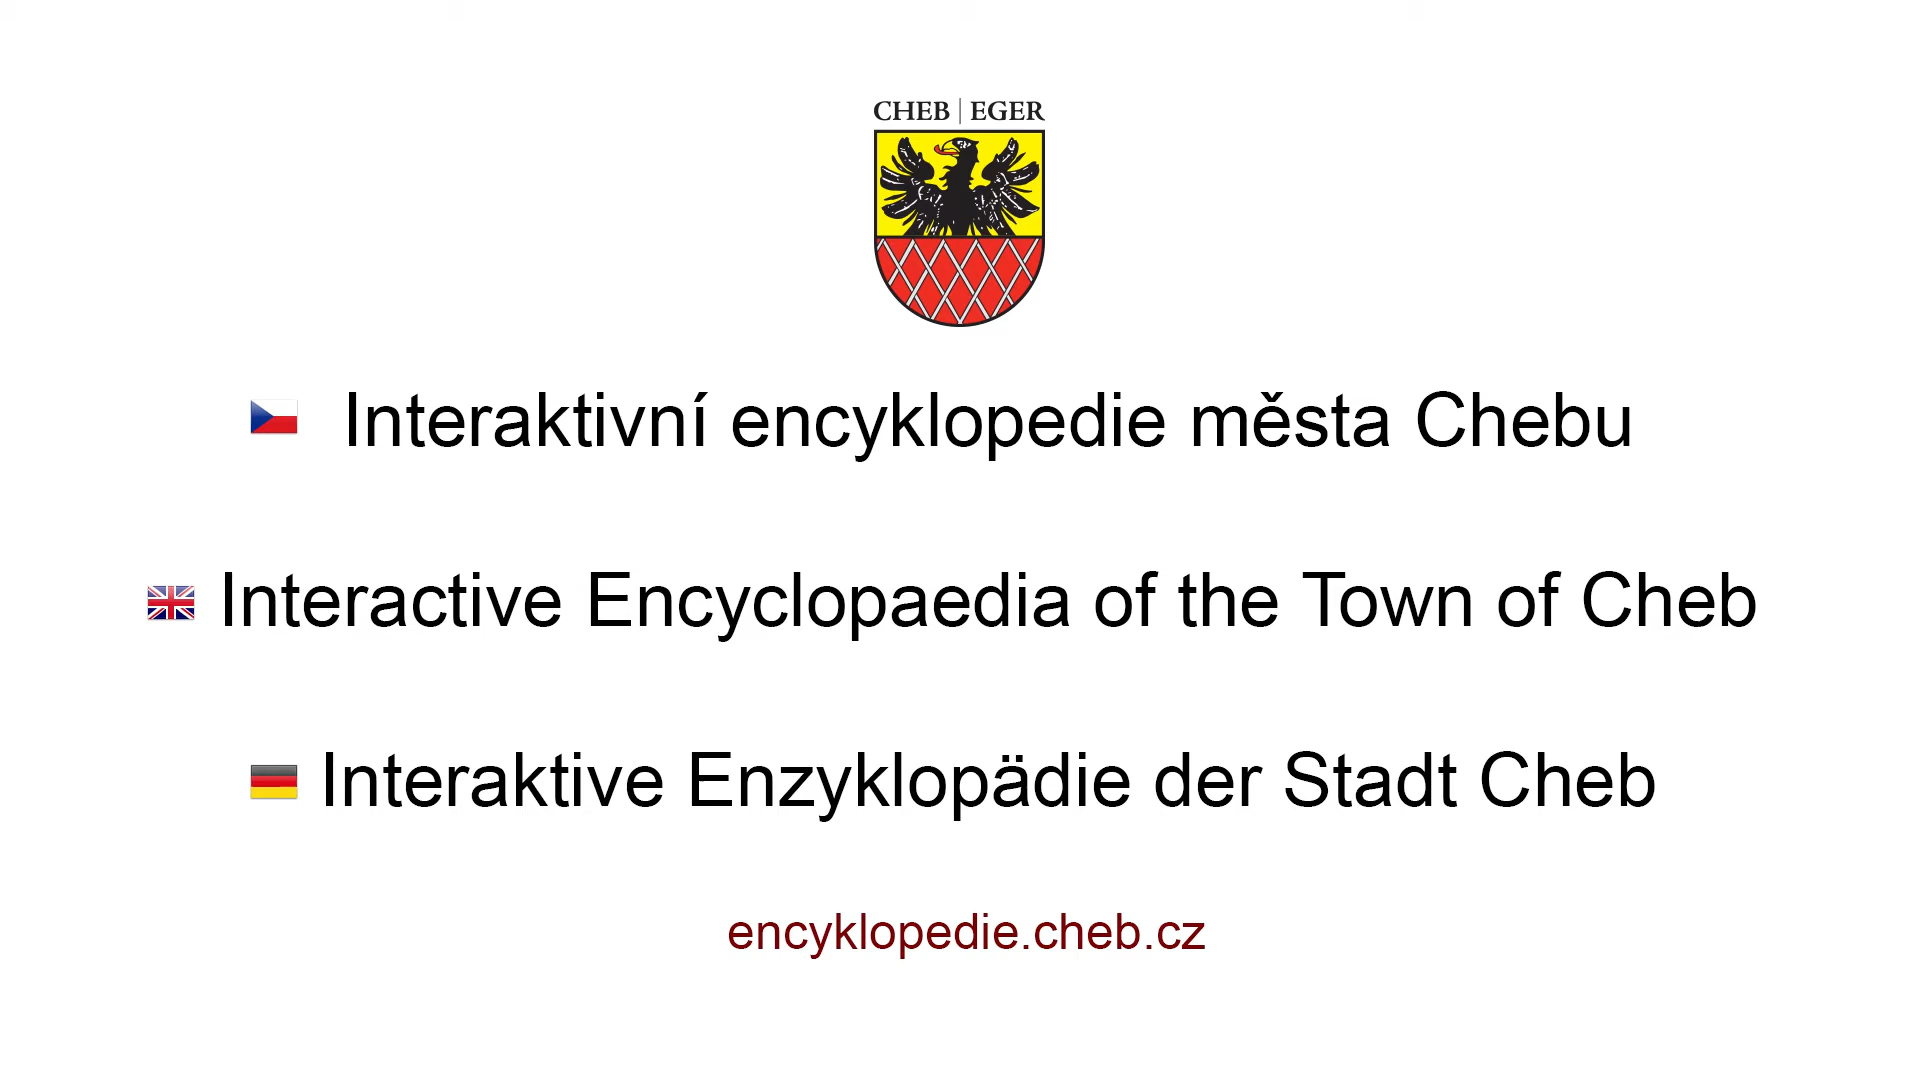 CHEB | EGER
Interaktivní encyklopedie města Chebu
Interactive Encyclopaedia of the Town of Cheb
Interaktive Enzyklopädie der Stadt Cheb
encyklopedie.cheb.cz